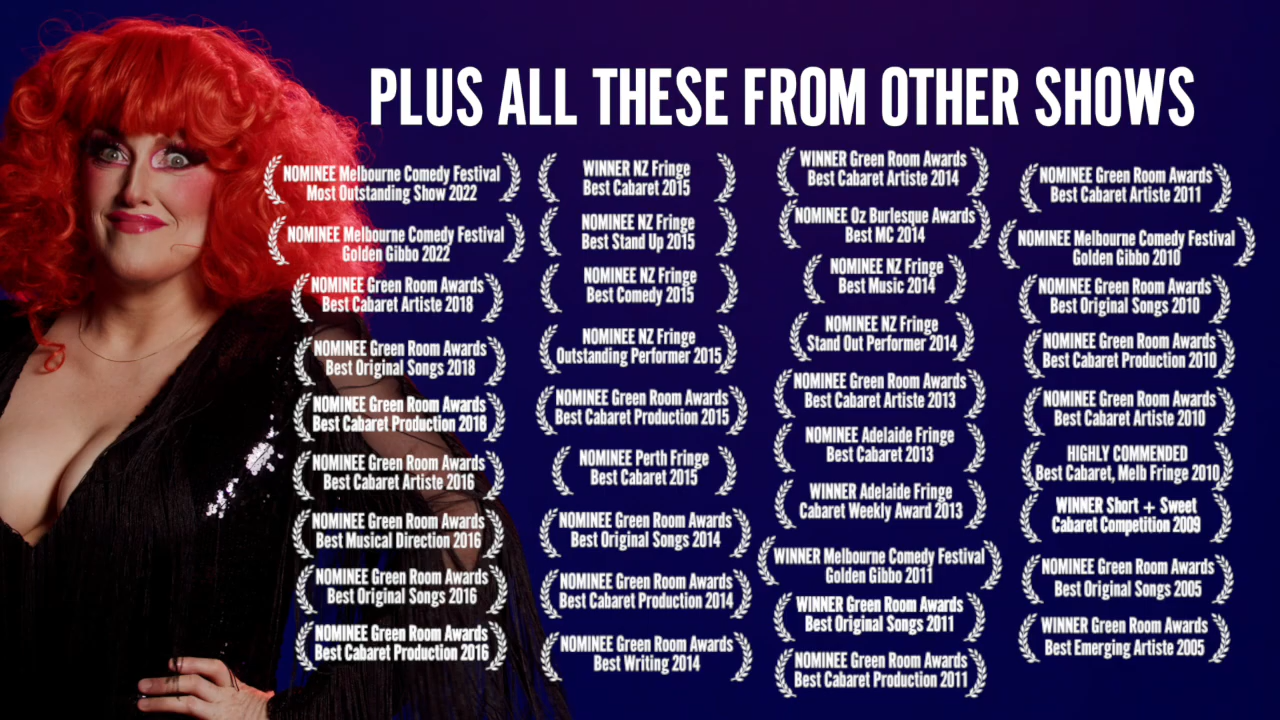 PLUS ALL THESE FROM OTHER SHOWS
NOMINEE Melbourne Comedy Festival
Most Outstanding Show 2022
NOMINEE Melbourne Comedy Festival
Golden Gibbo 2022
NOMINEE Green Room Awards
Best Cabaret Artiste 2018
NOMINEE Green Room Awards
Best Original Songs 2018
NOMINEE Green Room Awards
Best Cabaret Production 2018
NOMINEE Green Room Awards
Best Cabaret Artiste 2016
NOMINEE Green Room Awards
Best Musical Direction 2016
NOMINEE Green Room Awards
Best Original Songs 2016
NOMINEE Green Room Awards
Best Cabaret Production 2016
WINNER NZ Fringe
Best Cabaret 2015
NOMINEE NZ Fringe
Best Stand Up 2015
NOMINEE NZ Fringe
Best Comedy 2015
NOMINEE NZ Fringe
Outstanding Performer 2015
NOMINEE Green Room Awards
Best Cabaret Production 2015
NOMINEE Perth Fringe
Best Cabaret 2015
NOMINEE Green Room Awards
Best Original Songs 2014
NOMINEE Green Room Awards
Best Cabaret Production 2014
NOMINEE Green Room Awards
Best Writing 2014
WINNER Green Room Awards
Best Cabaret Artiste 2014
NOMINEE Oz Burlesque Awards
Best MC 2014
NOMINEE NZ Fringe
Best Music 2014
NOMINEE NZ Fringe
Stand Out Performer 2014
NOMINEE Green Room Awards
Best Cabaret Artiste 2013
NOMINEE Adelaide Fringe
Best Cabaret 2013
WINNER Adelaide Fringe
Cabaret Weekly Award 2013
WINNER Melbourne Comedy Festival
Golden Gibbo 2011
WINNER Green Room Awards
Best Original Songs 2011
NOMINEE Green Room Awards
Best Cabaret Production 2011
NOMINEE Green Room Awards
Best Cabaret Artiste 2011
NOMINEE Melbourne Comedy Festival
Golden Gibbo 2010
NOMINEE Green Room Awards
Best Original Songs 2010
NOMINEE Green Room Awards
Best Cabaret Production 2010
NOMINEE Green Room Awards
Best Cabaret Artiste 2010
HIGHLY COMMENDED
Best Cabaret, Melb Fringe 2010
WINNER Short + Sweet
Cabaret Competition 2009
NOMINEE Green Room Awards
Best Original Songs 2005
WINNER Green Room Awards
Best Emerging Artiste 2005